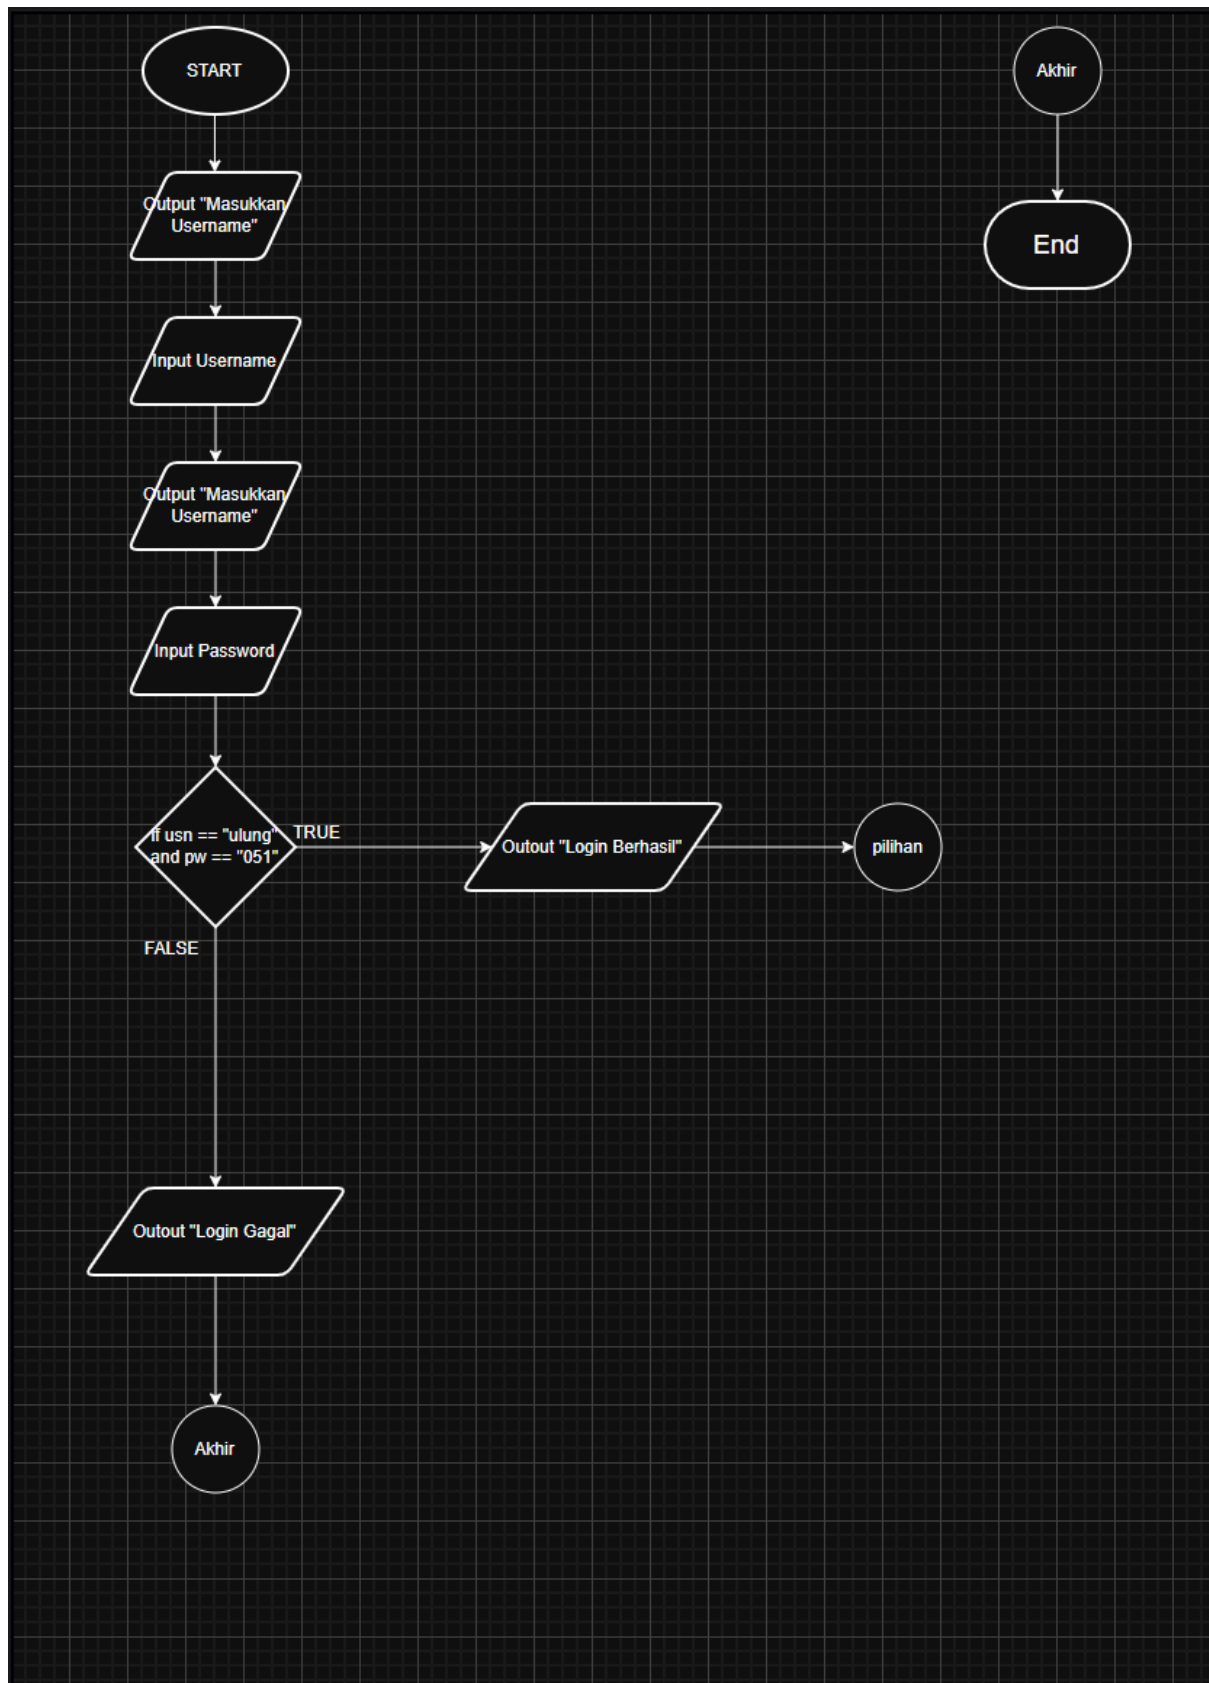 START
Output "Masukkan
Username"
Input Username
Output "Masukkan
Username"
Input Password
If usn == "ulung"
and pw == "051"
TRUE
Outout "Login Berhasil"
pilihan
FALSE
Outout "Login Gagal"
Akhir
Akhir
End